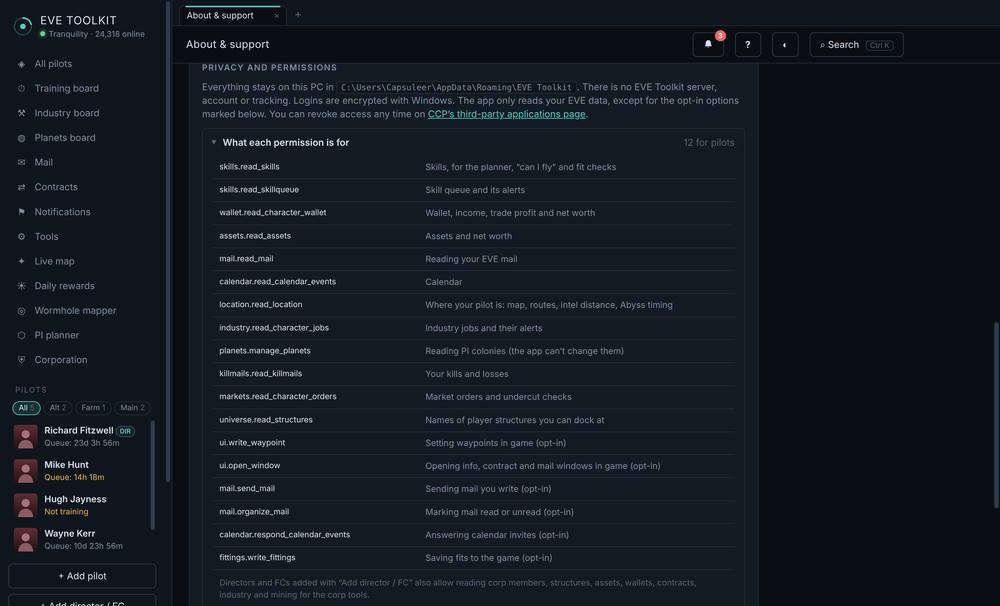 EVE TOOLKIT
Tranquility · 24,318 online
All pilots
Training board
Industry board
Planets board
Mail
Contracts
Notifications
Tools
Live map
Daily rewards
Wormhole mapper
PI planner
Corporation
PILOTS
All 5
Alt 2
Farm 1
Main 2
Richard Fitzwell DIR
Queue: 23d 3h 56m
Mike Hunt
Queue: 14h 18m
Hugh Jayness
Not training
Wayne Kerr
Queue: 10d 23h 56m
+ Add pilot
+ Add director / FC
About & support × +
About & support
3
?
Search Ctrl K
PRIVACY AND PERMISSIONS
Everything stays on this PC in C:\Users\Capsuleer\AppData\Roaming\EVE Toolkit . There is no EVE Toolkit server,
account or tracking. Logins are encrypted with Windows. The app only reads your EVE data, except for the opt-in options
marked below. You can revoke access any time on CCP's third-party applications page.
▾ What each permission is for 12 for pilots
skills.read_skills Skills, for the planner, "can I fly" and fit checks
skills.read_skillqueue Skill queue and its alerts
wallet.read_character_wallet Wallet, income, trade profit and net worth
assets.read_assets Assets and net worth
mail.read_mail Reading your EVE mail
calendar.read_calendar_events Calendar
location.read_location Where your pilot is: map, routes, intel distance, Abyss timing
industry.read_character_jobs Industry jobs and their alerts
planets.manage_planets Reading PI colonies (the app can't change them)
killmails.read_killmails Your kills and losses
markets.read_character_orders Market orders and undercut checks
universe.read_structures Names of player structures you can dock at
ui.write_waypoint Setting waypoints in game (opt-in)
ui.open_window Opening info, contract and mail windows in game (opt-in)
mail.send_mail Sending mail you write (opt-in)
mail.organize_mail Marking mail read or unread (opt-in)
calendar.respond_calendar_events Answering calendar invites (opt-in)
fittings.write_fittings Saving fits to the game (opt-in)
Directors and FCs added with "Add director / FC" also allow reading corp members, structures, assets, wallets, contracts,
industry and mining for the corp tools.